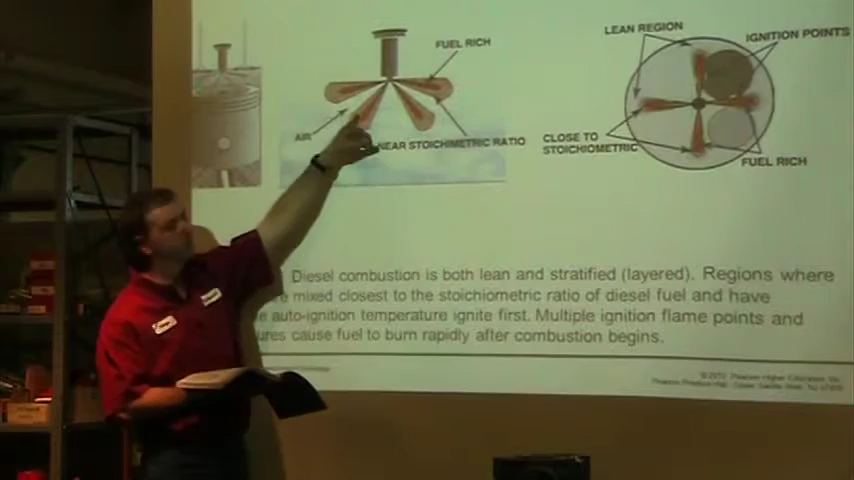 LEAN REGION
IGNITION POINTS
FUEL RICH
AIR
NEAR STOICHIMETRIC RATIO
CLOSE TO
STOICHIOMETRIC
FUEL RICH
Diesel combustion is both lean and stratified (layered). Regions where
mixed closest to the stoichiometric ratio of diesel fuel and have
auto-ignition temperature ignite first. Multiple ignition flame points and
cause fuel to burn rapidly after combustion begins.